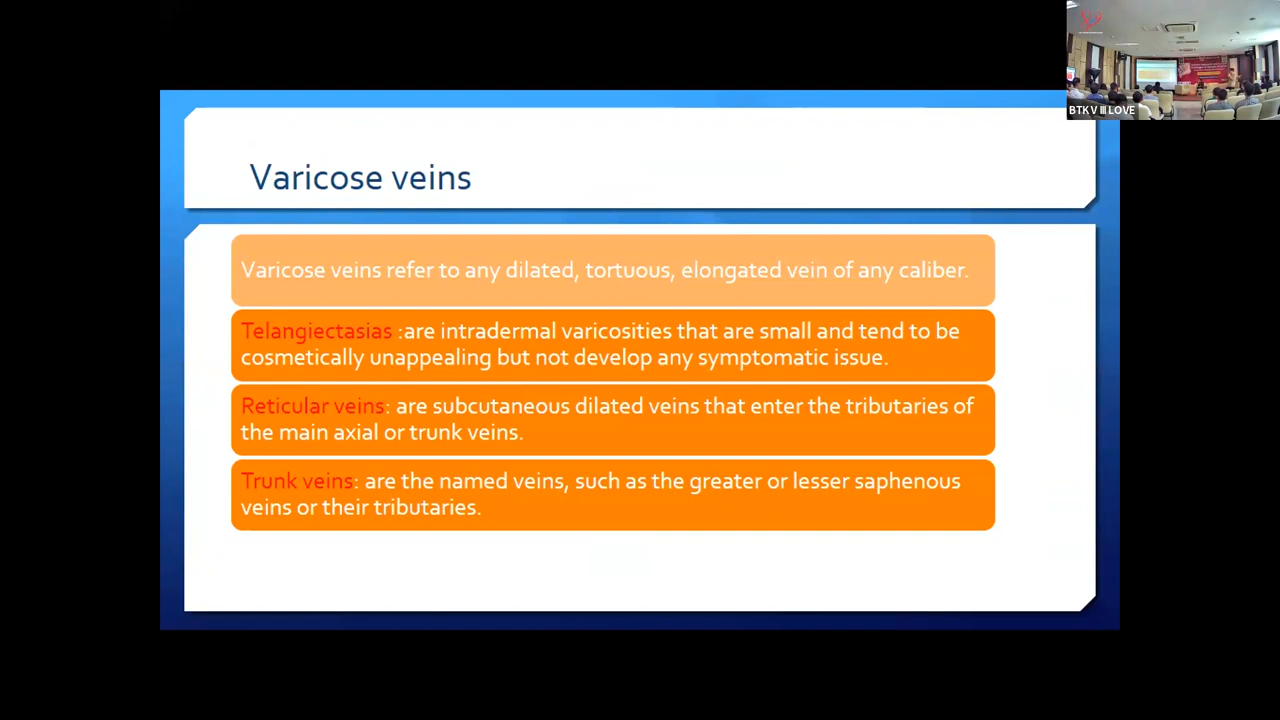 BTKV III LOVE
Varicose veins
Varicose veins refer to any dilated, tortuous, elongated vein of any caliber.
Telangiectasias :are intradermal varicosities that are small and tend to be
cosmetically unappealing but not develop any symptomatic issue.
Reticular veins: are subcutaneous dilated veins that enter the tributaries of
the main axial or trunk veins.
Trunk veins: are the named veins, such as the greater or lesser saphenous
veins or their tributaries.